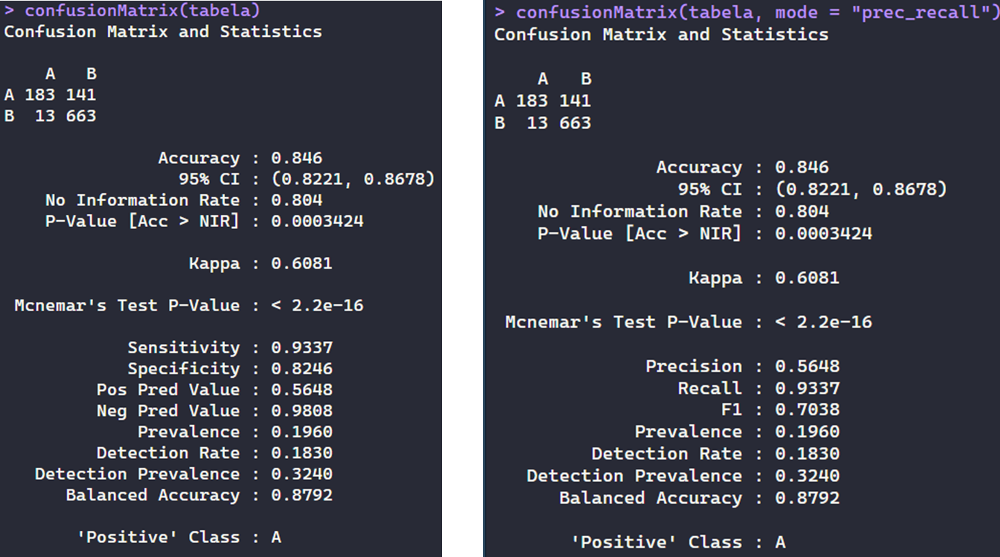 > confusionMatrix(tabela)
Confusion Matrix and Statistics
A B
A 183 141
B 13 663
Accuracy : 0.846
95% CI : (0.8221, 0.8678)
No Information Rate : 0.804
P-Value [Acc > NIR] : 0.0003424
Kappa : 0.6081
Mcnemar's Test P-Value : < 2.2e-16
Sensitivity : 0.9337
Specificity : 0.8246
Pos Pred Value : 0.5648
Neg Pred Value : 0.9808
Prevalence : 0.1960
Detection Rate : 0.1830
Detection Prevalence : 0.3240
Balanced Accuracy : 0.8792
'Positive' Class : A
> confusionMatrix(tabela, mode = "prec_recall")
Confusion Matrix and Statistics
A B
A 183 141
B 13 663
Accuracy : 0.846
95% CI : (0.8221, 0.8678)
No Information Rate : 0.804
P-Value [Acc > NIR] : 0.0003424
Kappa : 0.6081
Mcnemar's Test P-Value : < 2.2e-16
Precision : 0.5648
Recall : 0.9337
F1 : 0.7038
Prevalence : 0.1960
Detection Rate : 0.1830
Detection Prevalence : 0.3240
Balanced Accuracy : 0.8792
'Positive' Class : A